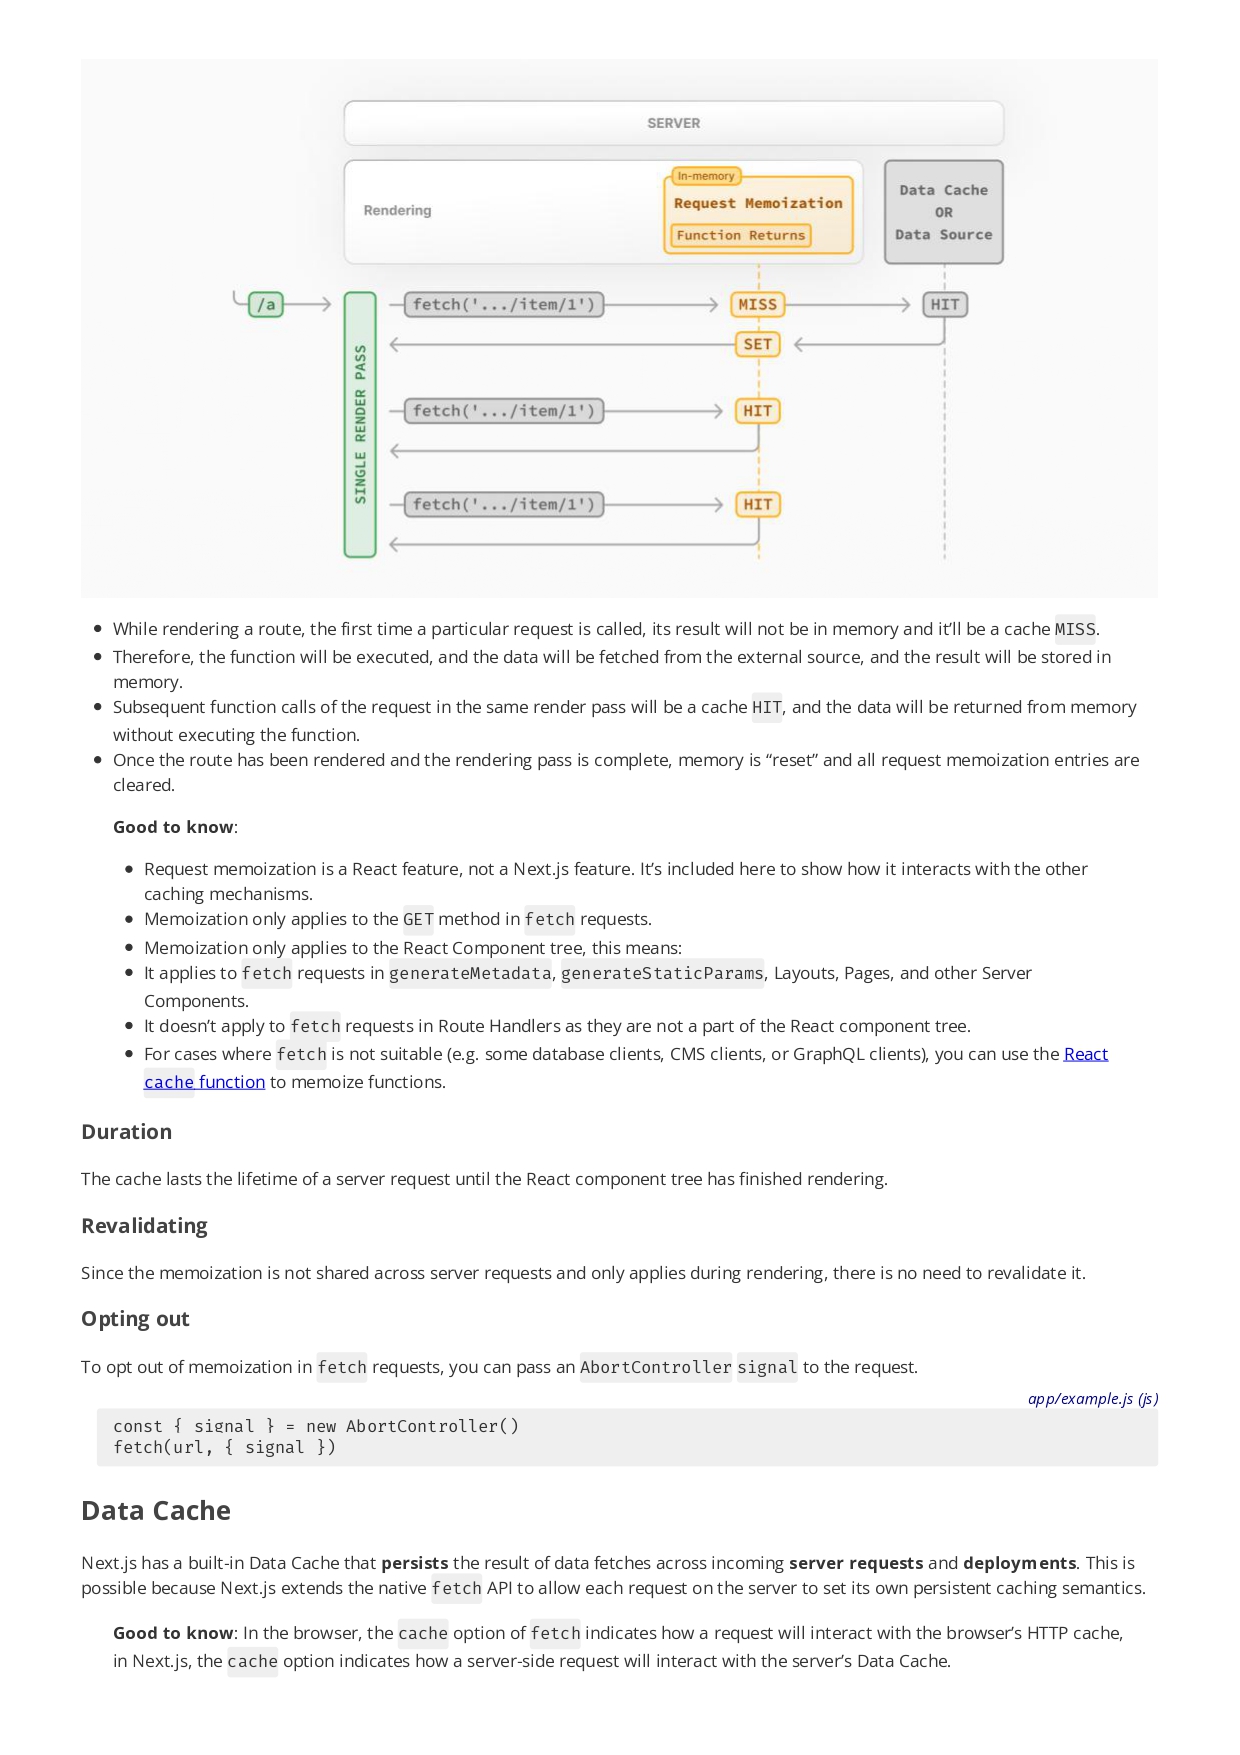 SERVER
Rendering
In-memory
Request Memoization
Function Returns
Data Cache
OR
Data Source
/a
SINGLE RENDER PASS
fetch('.../item/1')
MISS
HIT
SET
fetch('.../item/1')
HIT
fetch('.../item/1')
HIT
While rendering a route, the first time a particular request is called, its result will not be in memory and it’ll be a cache MISS.
Therefore, the function will be executed, and the data will be fetched from the external source, and the result will be stored in
memory.
Subsequent function calls of the request in the same render pass will be a cache HIT, and the data will be returned from memory
without executing the function.
Once the route has been rendered and the rendering pass is complete, memory is “reset” and all request memoization entries are
cleared.
Good to know:
Request memoization is a React feature, not a Next.js feature. It’s included here to show how it interacts with the other
caching mechanisms.
Memoization only applies to the GET method in fetch requests.
Memoization only applies to the React Component tree, this means:
It applies to fetch requests in generateMetadata, generateStaticParams, Layouts, Pages, and other Server
Components.
It doesn’t apply to fetch requests in Route Handlers as they are not a part of the React component tree.
For cases where fetch is not suitable (e.g. some database clients, CMS clients, or GraphQL clients), you can use the React
cache function to memoize functions.
Duration
The cache lasts the lifetime of a server request until the React component tree has finished rendering.
Revalidating
Since the memoization is not shared across server requests and only applies during rendering, there is no need to revalidate it.
Opting out
To opt out of memoization in fetch requests, you can pass an AbortController signal to the request.
app/example.js (js)
const { signal } = new AbortController()
fetch(url, { signal })
Data Cache
Next.js has a built-in Data Cache that persists the result of data fetches across incoming server requests and deployments. This is
possible because Next.js extends the native fetch API to allow each request on the server to set its own persistent caching semantics.
Good to know: In the browser, the cache option of fetch indicates how a request will interact with the browser’s HTTP cache,
in Next.js, the cache option indicates how a server-side request will interact with the server’s Data Cache.